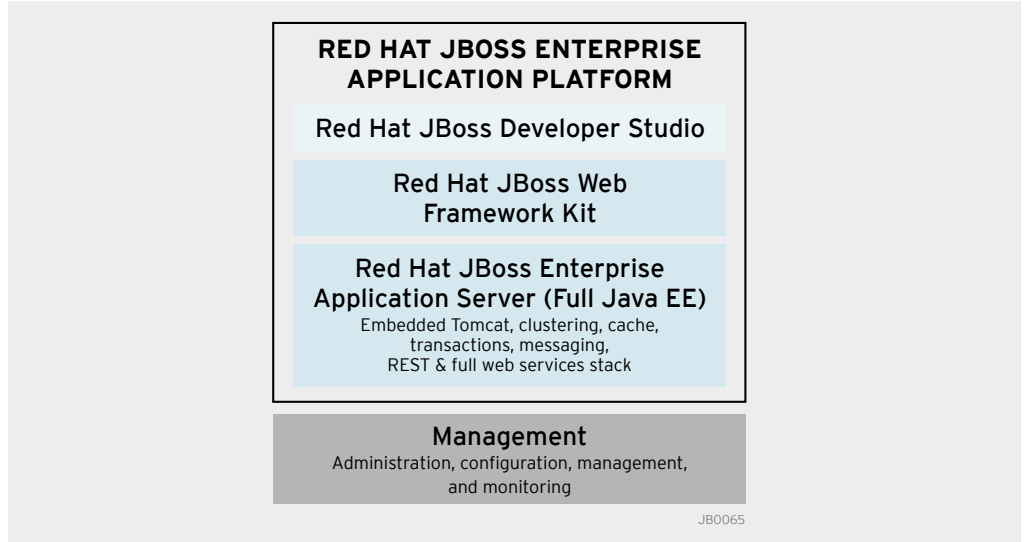 RED HAT JBOSS ENTERPRISE
APPLICATION PLATFORM
Red Hat JBoss Developer Studio
Red Hat JBoss Web
Framework Kit
Red Hat JBoss Enterprise
Application Server (Full Java EE)
Embedded Tomcat, clustering, cache,
transactions, messaging,
REST & full web services stack
Management
Administration, configuration, management,
and monitoring
JB0065